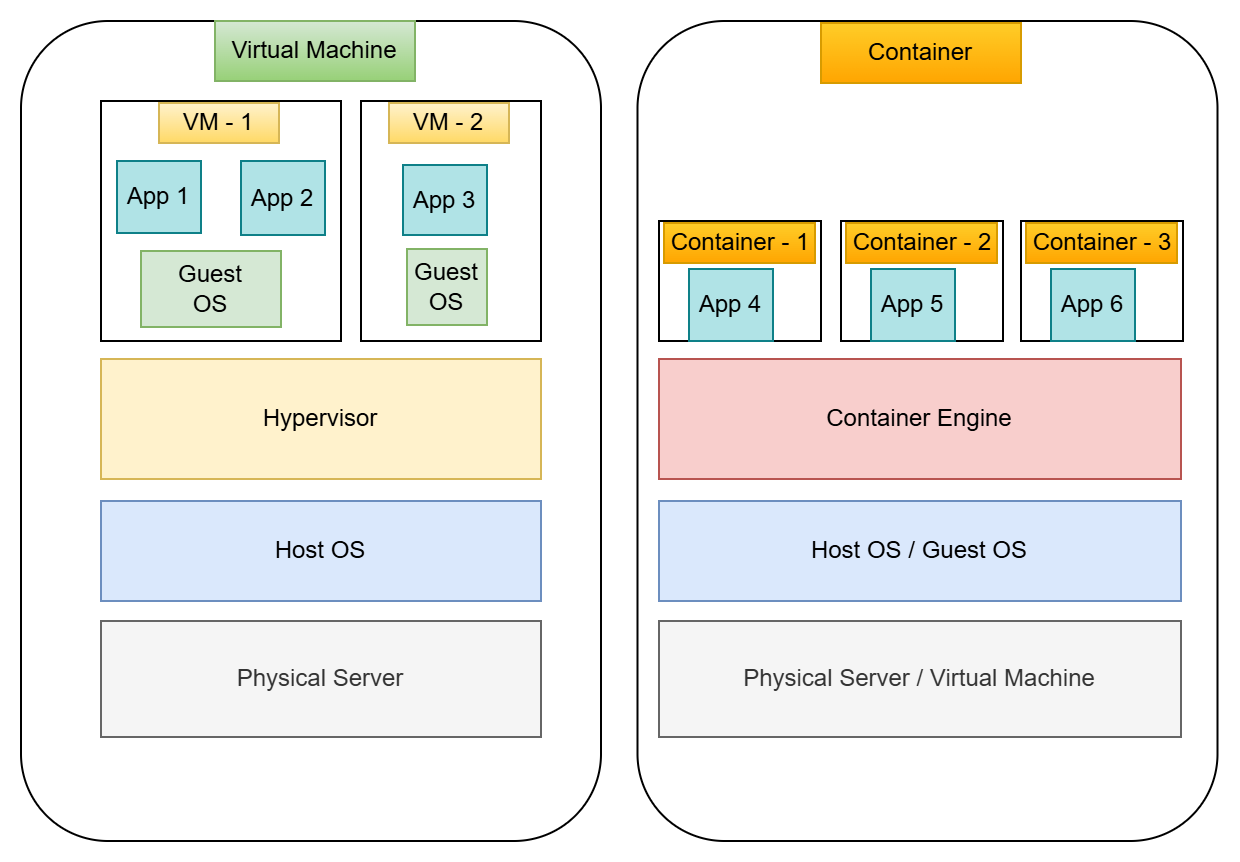 Virtual Machine
VM - 1
VM - 2
App 1
App 2
App 3
Guest
OS
Guest
OS
Hypervisor
Host OS
Physical Server
Container
Container - 1
Container - 2
Container - 3
App 4
App 5
App 6
Container Engine
Host OS / Guest OS
Physical Server / Virtual Machine